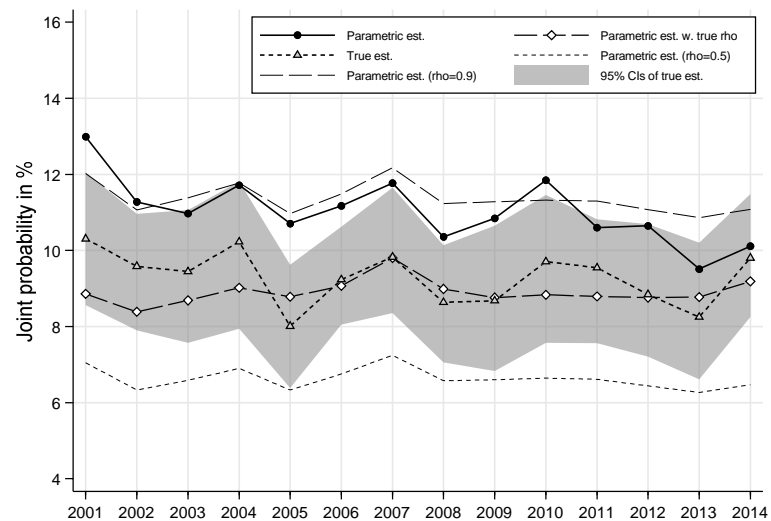 Joint probability in %
16
14
12
10
8
6
4
Parametric est.
True est.
Parametric est. (rho=0.9)
Parametric est. w. true rho
Parametric est. (rho=0.5)
95% CIs of true est.
2001 2002 2003 2004 2005 2006 2007 2008 2009 2010 2011 2012 2013 2014